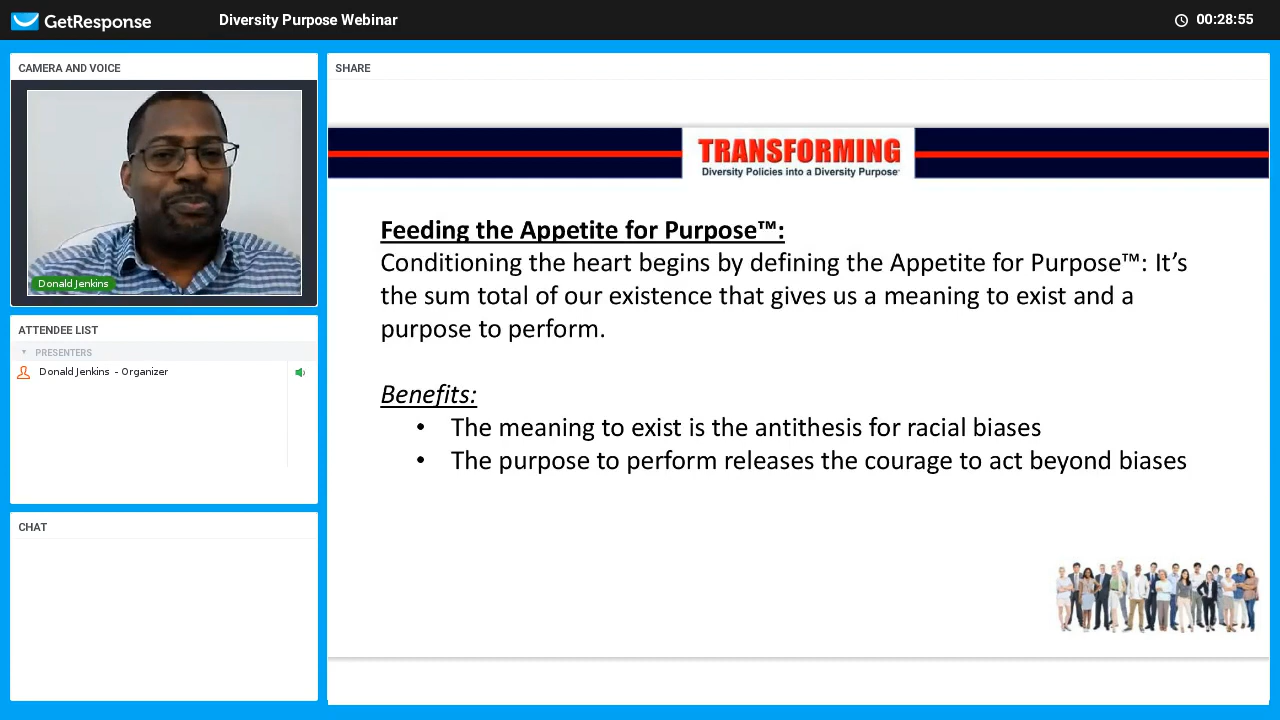 GetResponse
Diversity Purpose Webinar
00:28:55
CAMERA AND VOICE
Donald Jenkins
ATTENDEE LIST
PRESENTERS
Donald Jenkins - Organizer
CHAT
SHARE
TRANSFORMING
Diversity Policies into a Diversity Purpose
Feeding the Appetite for Purpose™:
Conditioning the heart begins by defining the Appetite for Purpose™: It’s
the sum total of our existence that gives us a meaning to exist and a
purpose to perform.
Benefits:
• The meaning to exist is the antithesis for racial biases
• The purpose to perform releases the courage to act beyond biases